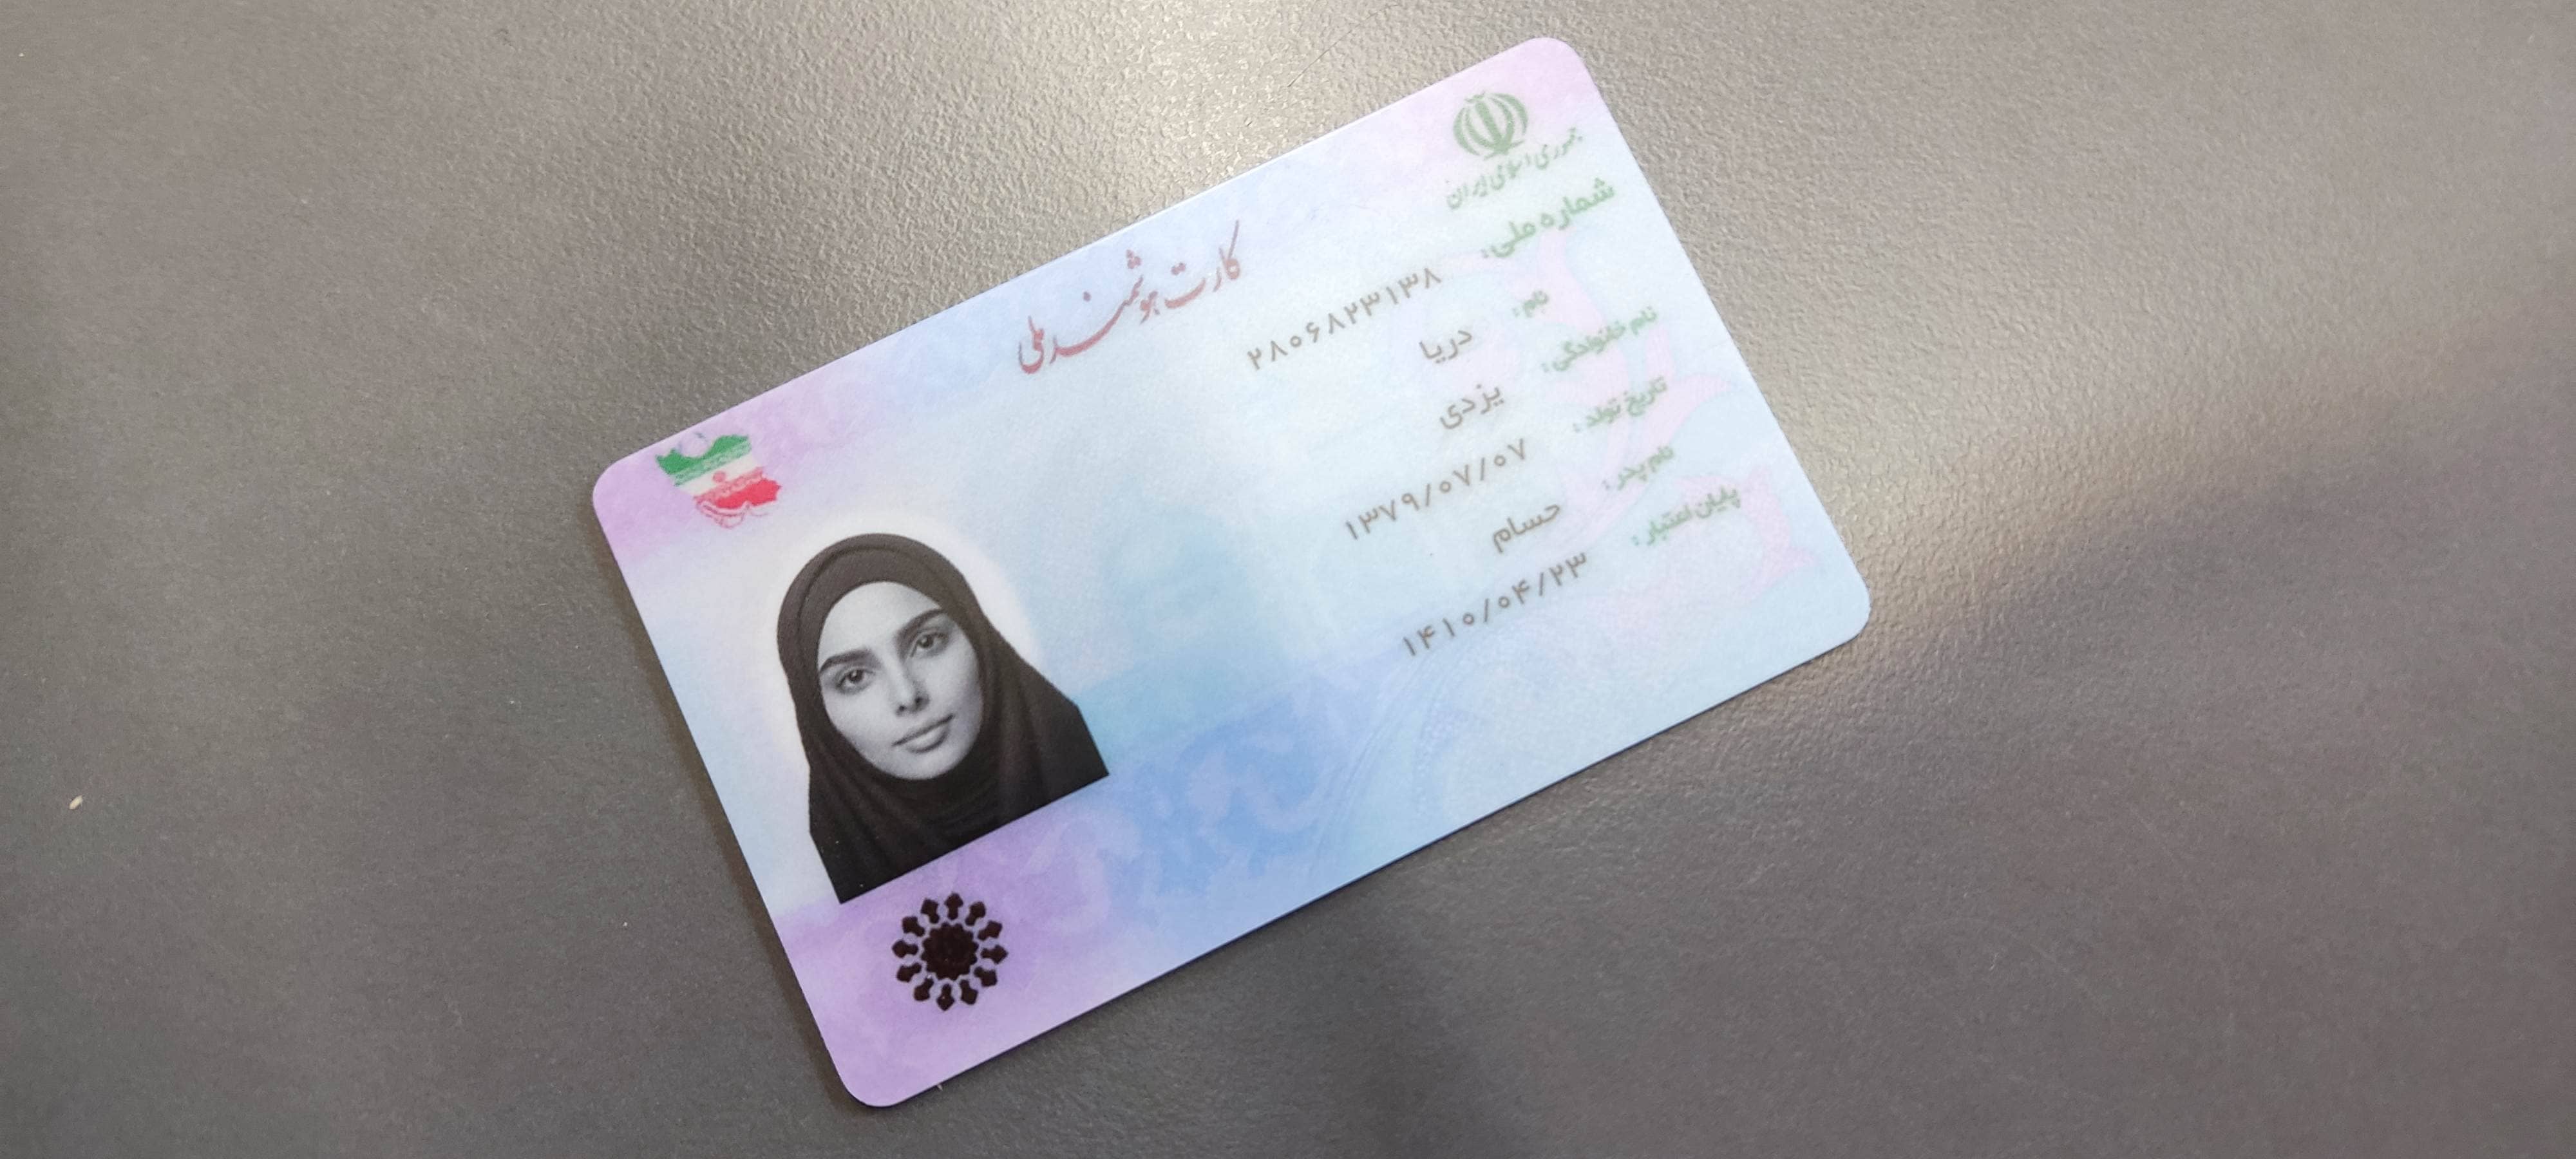 جمهوری اسلامی ایران
کارت هوشمند ملی
شماره ملی: ۲۸۰۶۸۲۳۱۳۸
نام: دریا
نام خانوادگی: یزدی
تاریخ تولد: ۱۳۷۹/۰۷/۰۷
نام پدر: حسام
پایان اعتبار: ۱۴۱۰/۰۴/۲۳